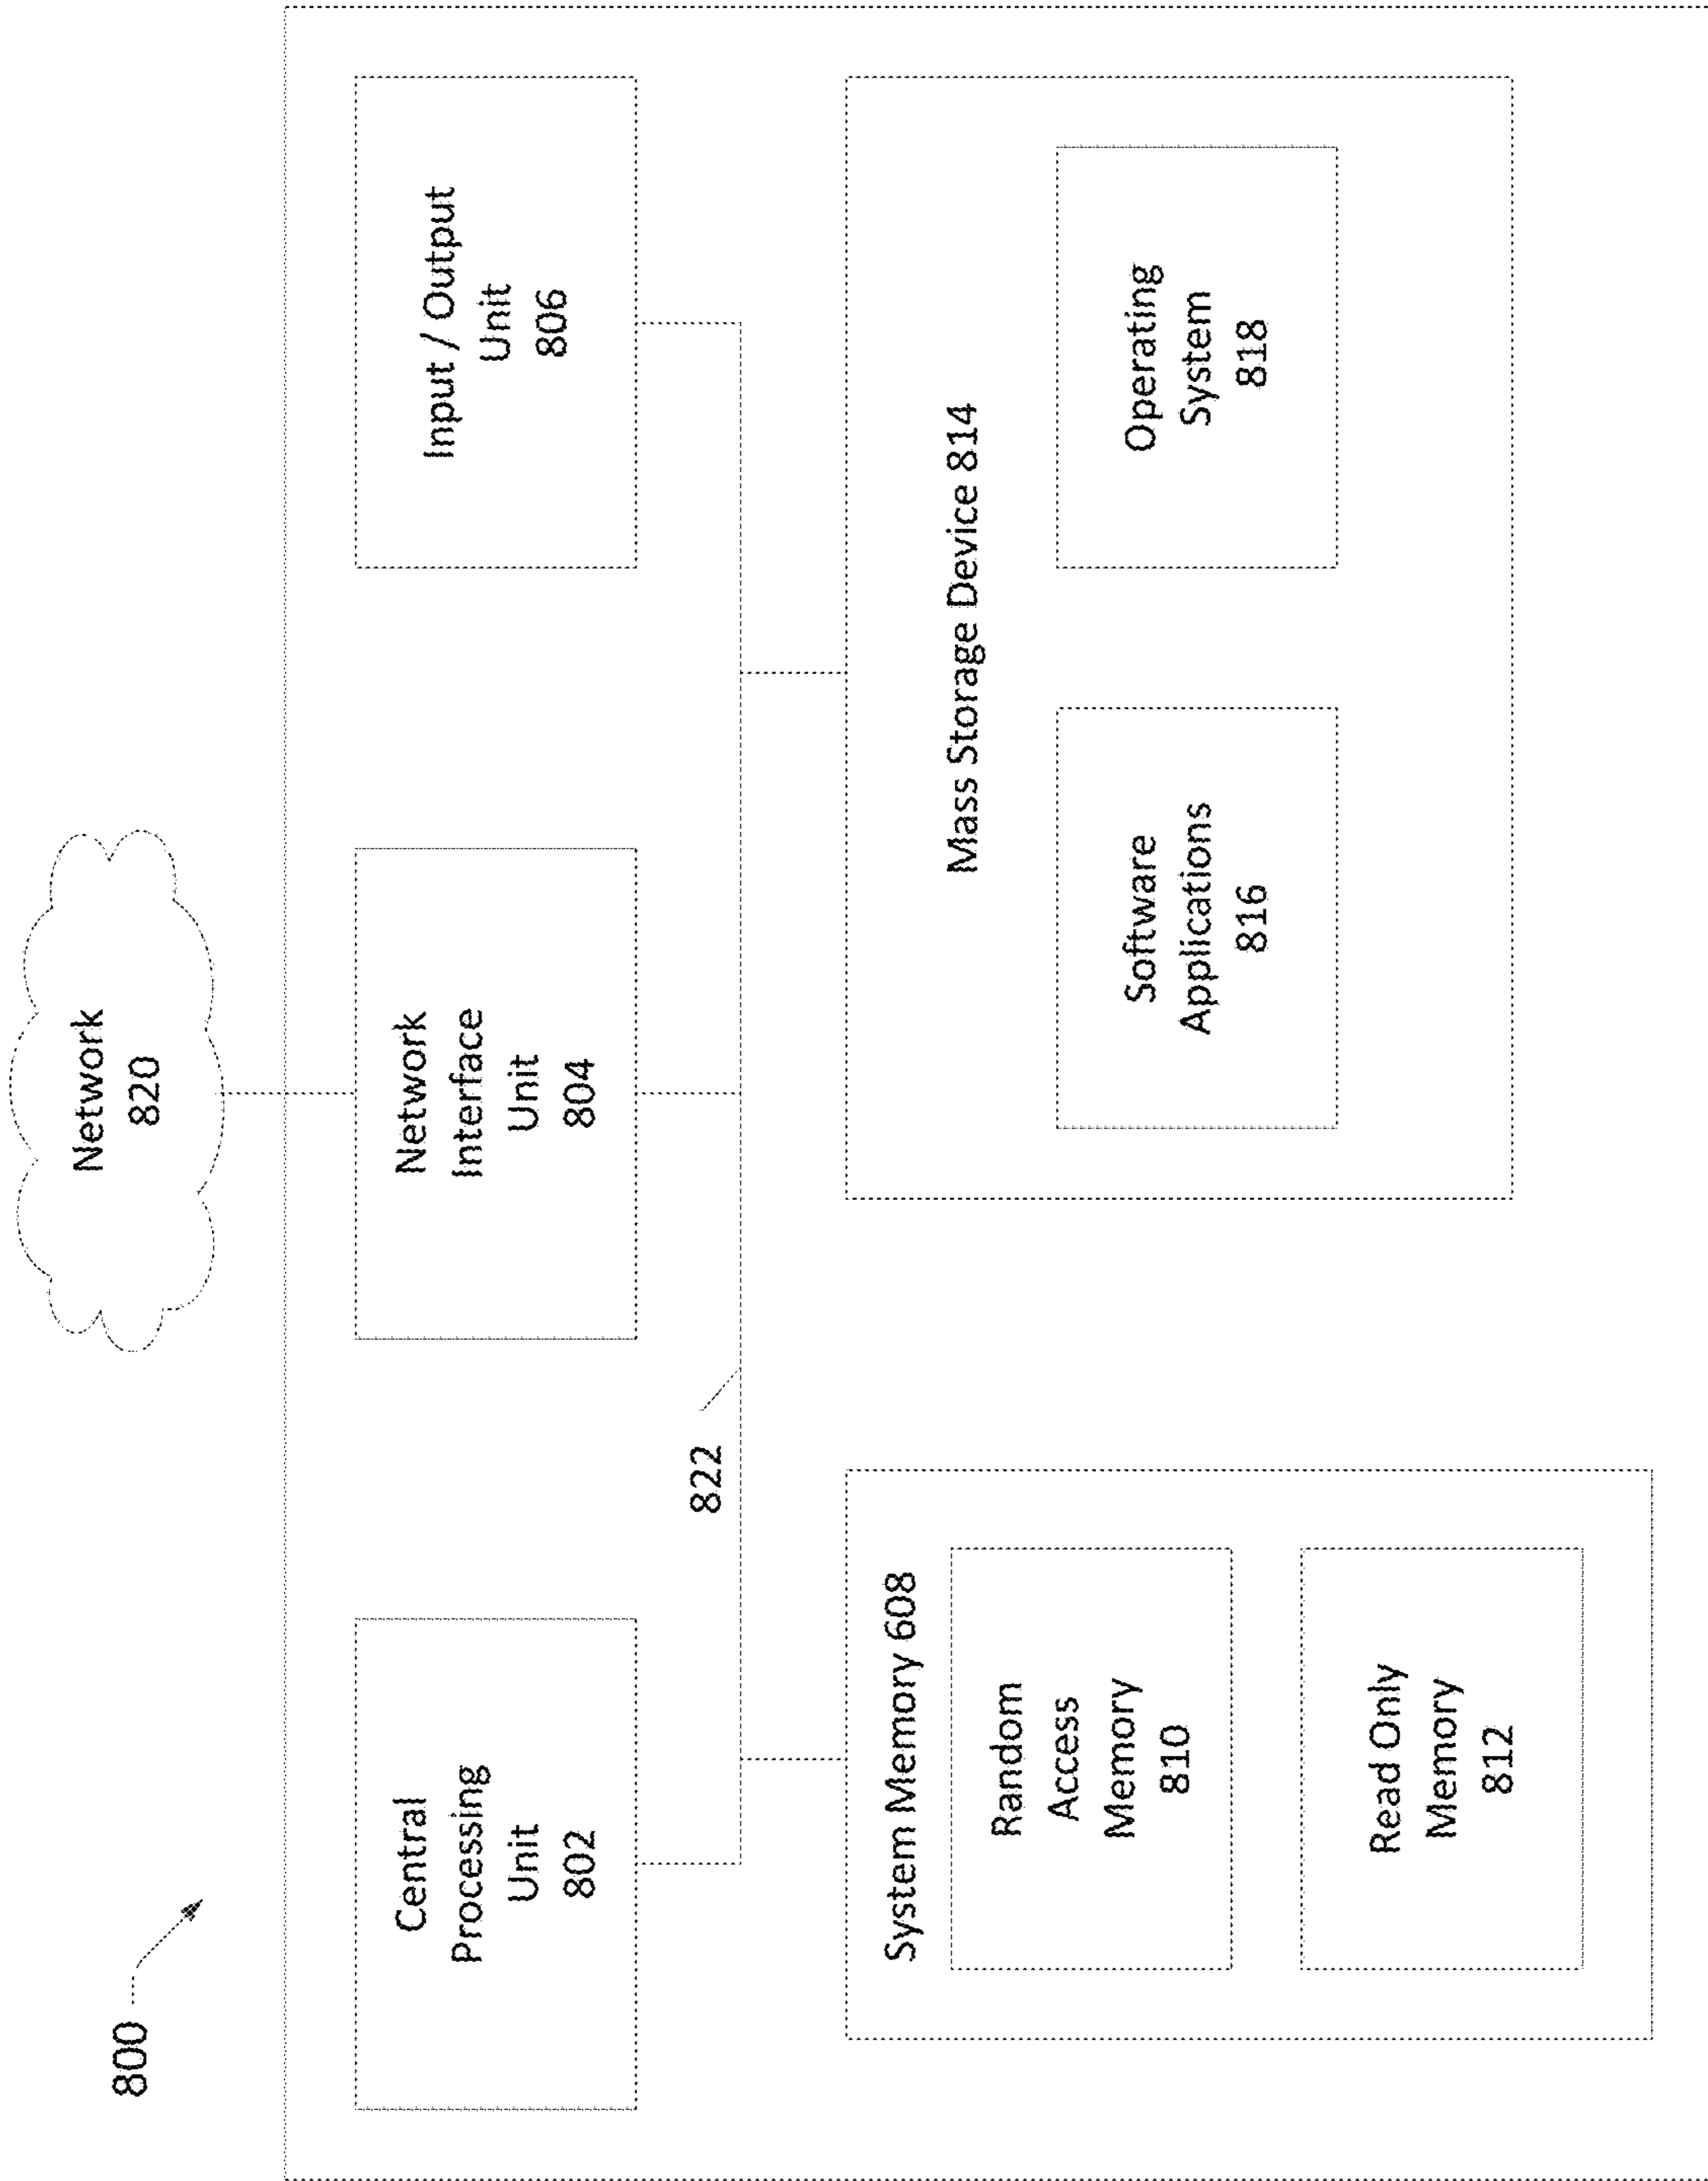 800
Network
820
Central
Processing
Unit
802
Network
Interface
Unit
804
Input / Output
Unit
806
822
System Memory 608
Random
Access
Memory
810
Read Only
Memory
812
Mass Storage Device 814
Software
Applications
816
Operating
System
818